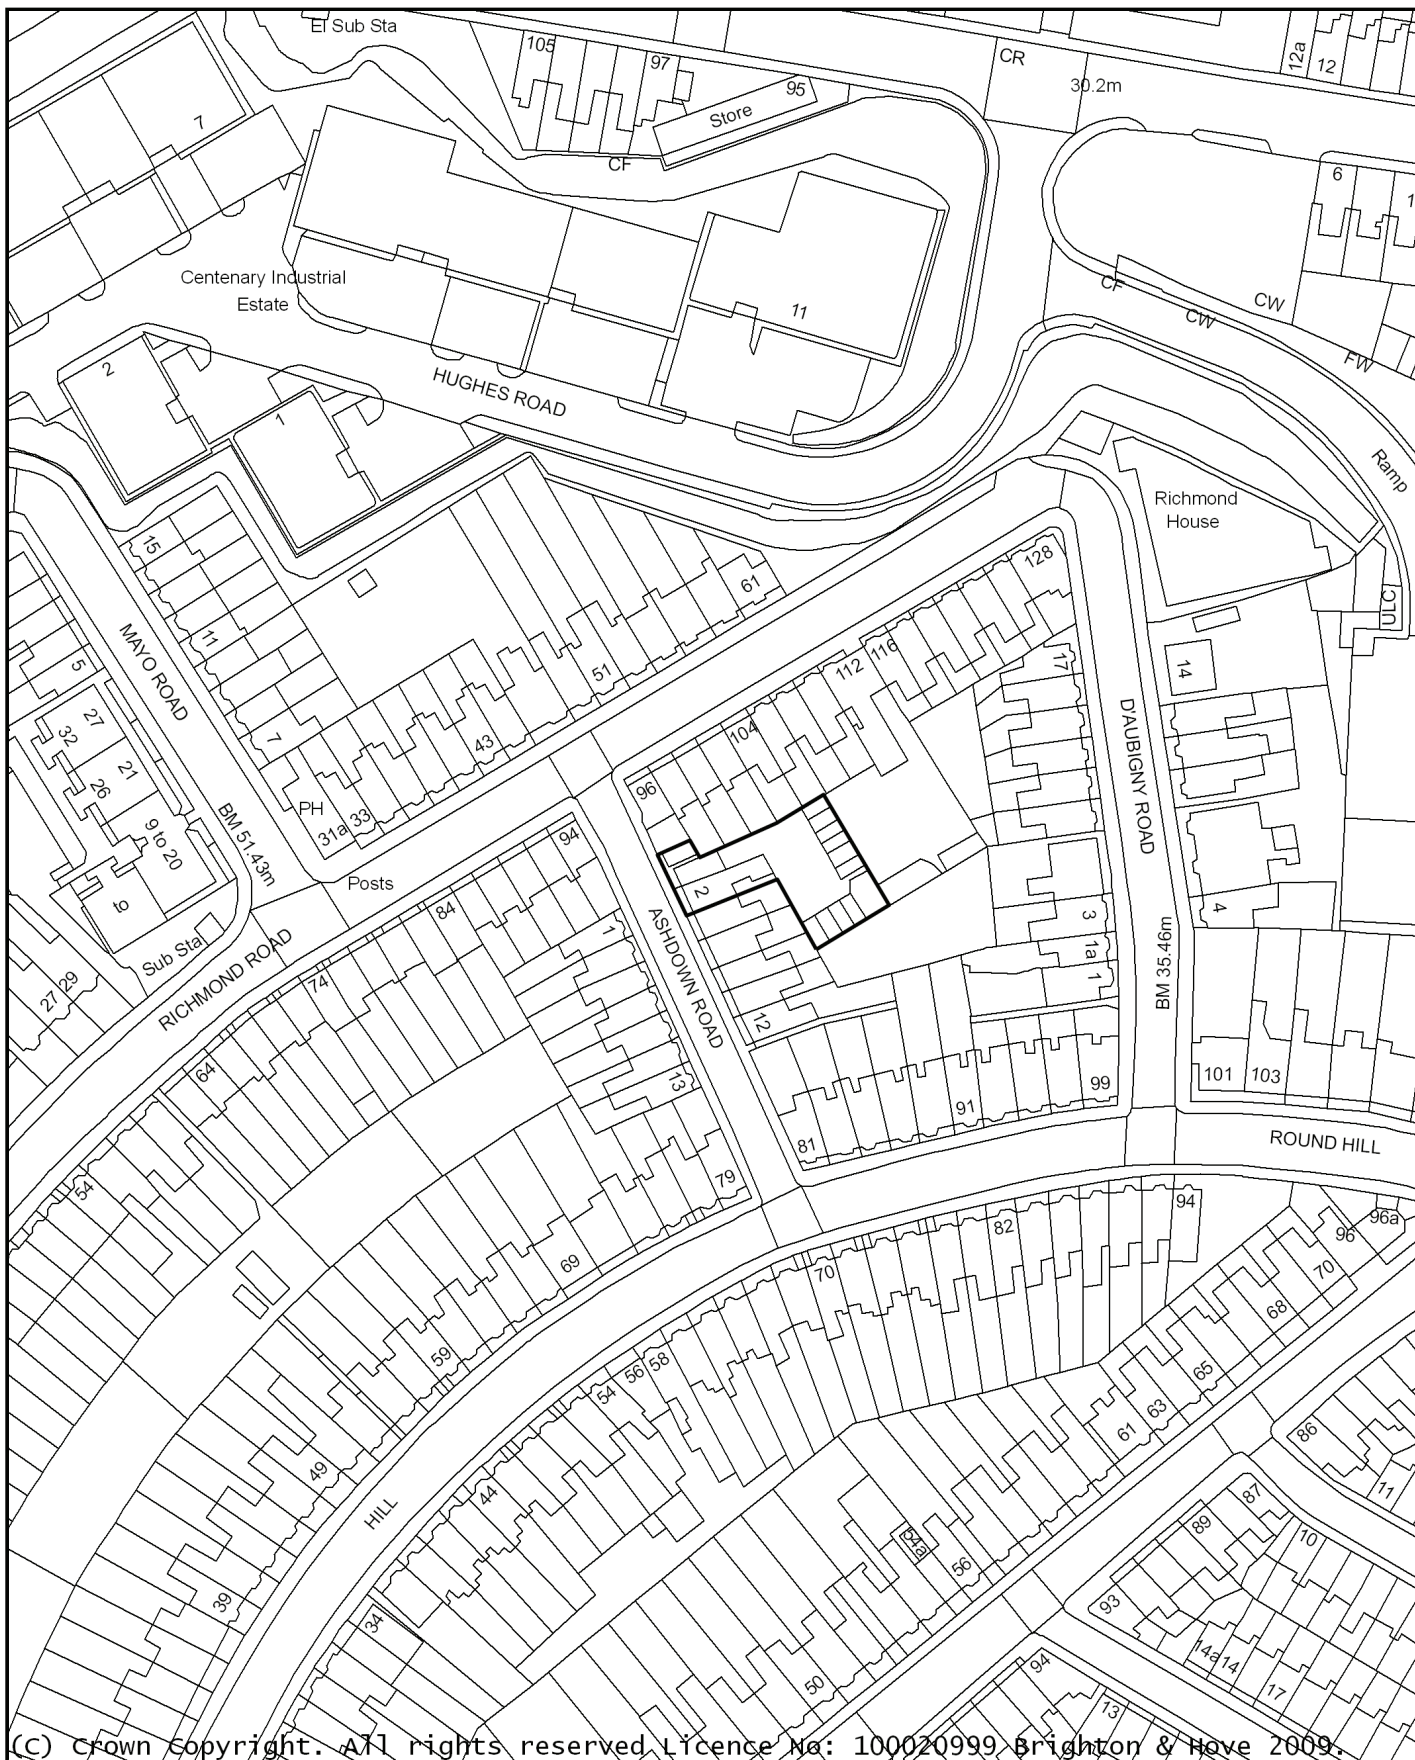 El Sub Sta
105
97
95
Store
CF
CR
30.2m
12a
12
7
6
1
Centenary Industrial
Estate
11
CF
CW
CW
FW
2
1
HUGHES ROAD
Ramp
Richmond
House
ULC
15
11
7
MAYO ROAD
5
61
51
43
33
31a
PH
128
116
112
104
96
17
14
D'AUBIGNY ROAD
27
32
21
26
9 to 20
to
BM 51.43m
Posts
Sub Sta
27
29
RICHMOND ROAD
94
84
74
64
54
1
13
2
12
ASHDOWN ROAD
3
1a
1
4
BM 35.46m
101
103
99
91
81
79
69
59
49
39
ROUND HILL
HILL
94
82
70
58
56
54
44
34
96a
96
70
68
65
63
61
54a
56
50
86
11
87
89
93
10
14a
14
17
94
13
(C) Crown Copyright. All rights reserved Licence No: 100020999 Brighton & Hove 2009.